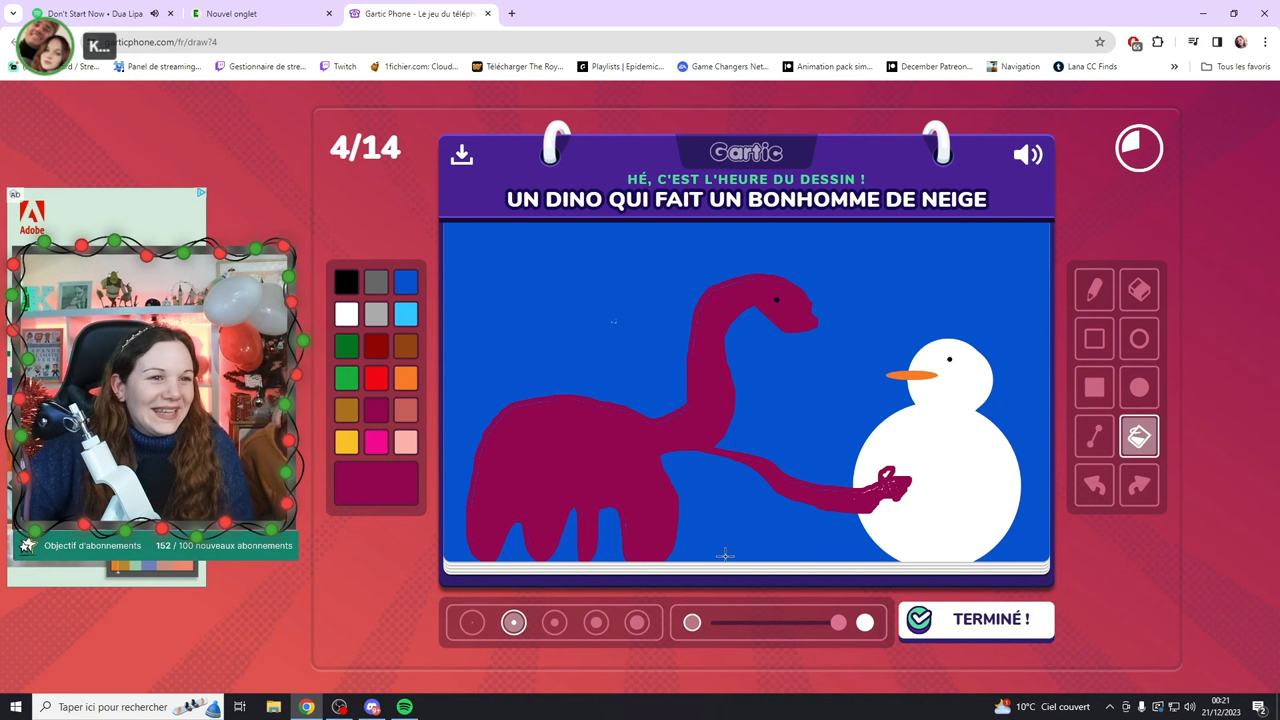 Don't Start Now • Dua Lipa
Nouvel onglet
Gartic Phone - Le jeu du téléph
K...
garticphone.com/fr/draw?4
Panel de streaming...
Gestionnaire de stre...
Twitch
1fichier.com: Cloud...
Télécharger The Roy...
Playlists | Epidemic...
Game Changers Net...
Animation pack sim...
December Patreon...
Navigation
Lana CC Finds
Tous les favoris
4/14
Gartic
HÉ, C'EST L'HEURE DU DESSIN !
UN DINO QUI FAIT UN BONHOMME DE NEIGE
Ad
Adobe
Objectif d'abonnements 152 / 100 nouveaux abonnements
TERMINÉ !
Taper ici pour rechercher
10°C Ciel couvert
00:21
21/12/2023